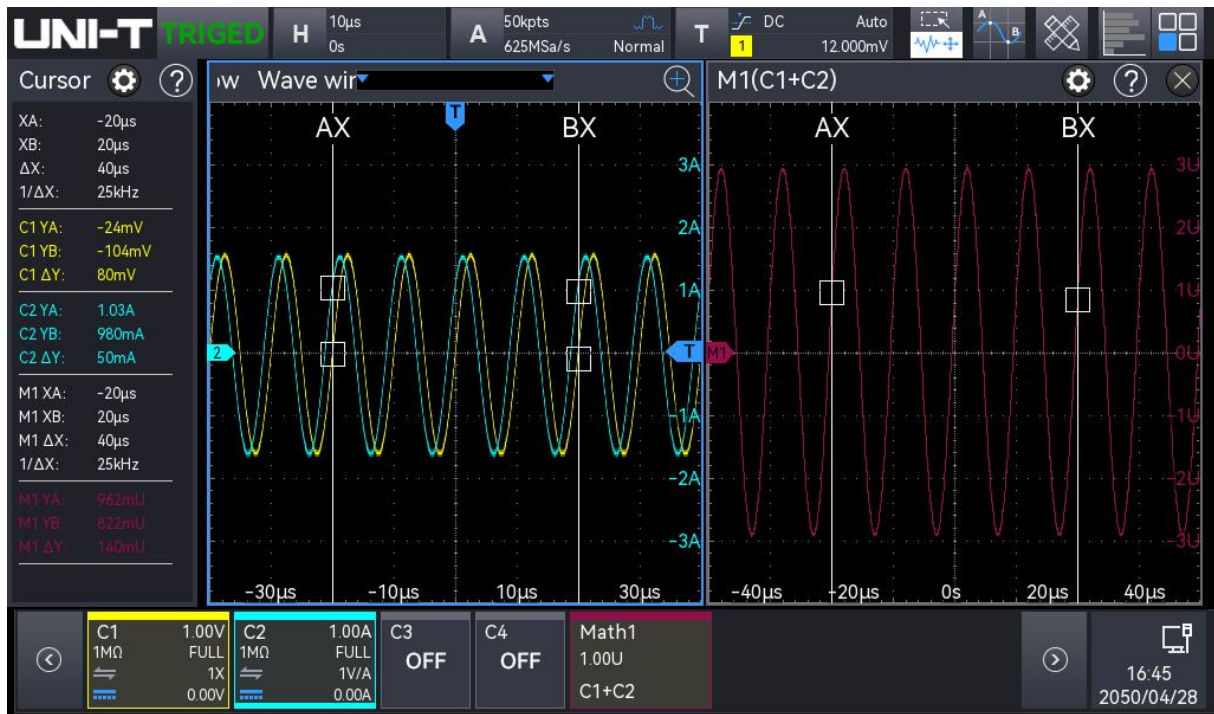 UNI-T TRIGED H 10μs 0s A 50kpts 625MSa/s Normal T DC Auto 1 12.000mV A B
Cursor ?
XA: -20μs
XB: 20μs
ΔX: 40μs
1/ΔX: 25kHz
C1 YA: -24mV
C1 YB: -104mV
C1 ΔY: 80mV
C2 YA: 1.03A
C2 YB: 980mA
C2 ΔY: 50mA
M1 XA: -20μs
M1 XB: 20μs
M1 ΔX: 40μs
1/ΔX: 25kHz
M1 YA: 962mU
M1 YB: 822mU
M1 ΔY: 140mU
Wave
T
AX BX
3A
2A
1A
2 T
-1A
-2A
-3A
-30μs -10μs 10μs 30μs
M1(C1+C2) ?
AX BX
3U
2U
1U
M1 0U
-1U
-2U
-3U
-40μs -20μs 0s 20μs 40μs
C1 1.00V
1MΩ FULL
1X
0.00V
C2 1.00A
1MΩ FULL
1V/A
0.00A
C3
OFF
C4
OFF
Math1
1.00U
C1+C2
16:45
2050/04/28